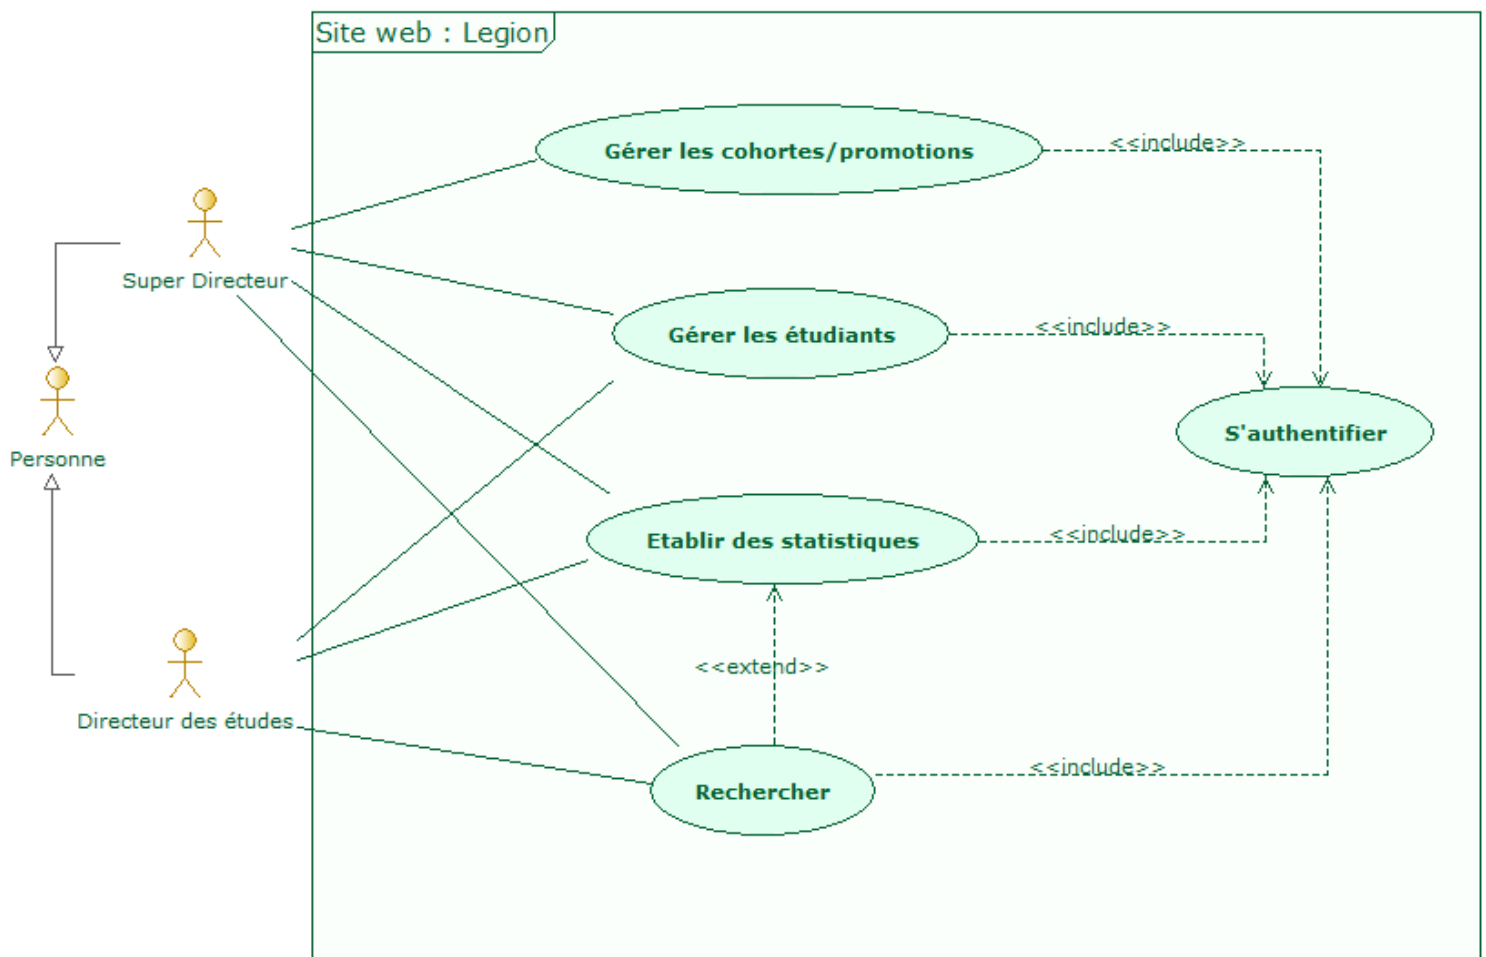 Site web : Legion
Gérer les cohortes/promotions
<<include>>
Super Directeur
Gérer les étudiants
<<include>>
Personne
S'authentifier
Etablir des statistiques
<<include>>
<<extend>>
Directeur des études
Rechercher
<<include>>